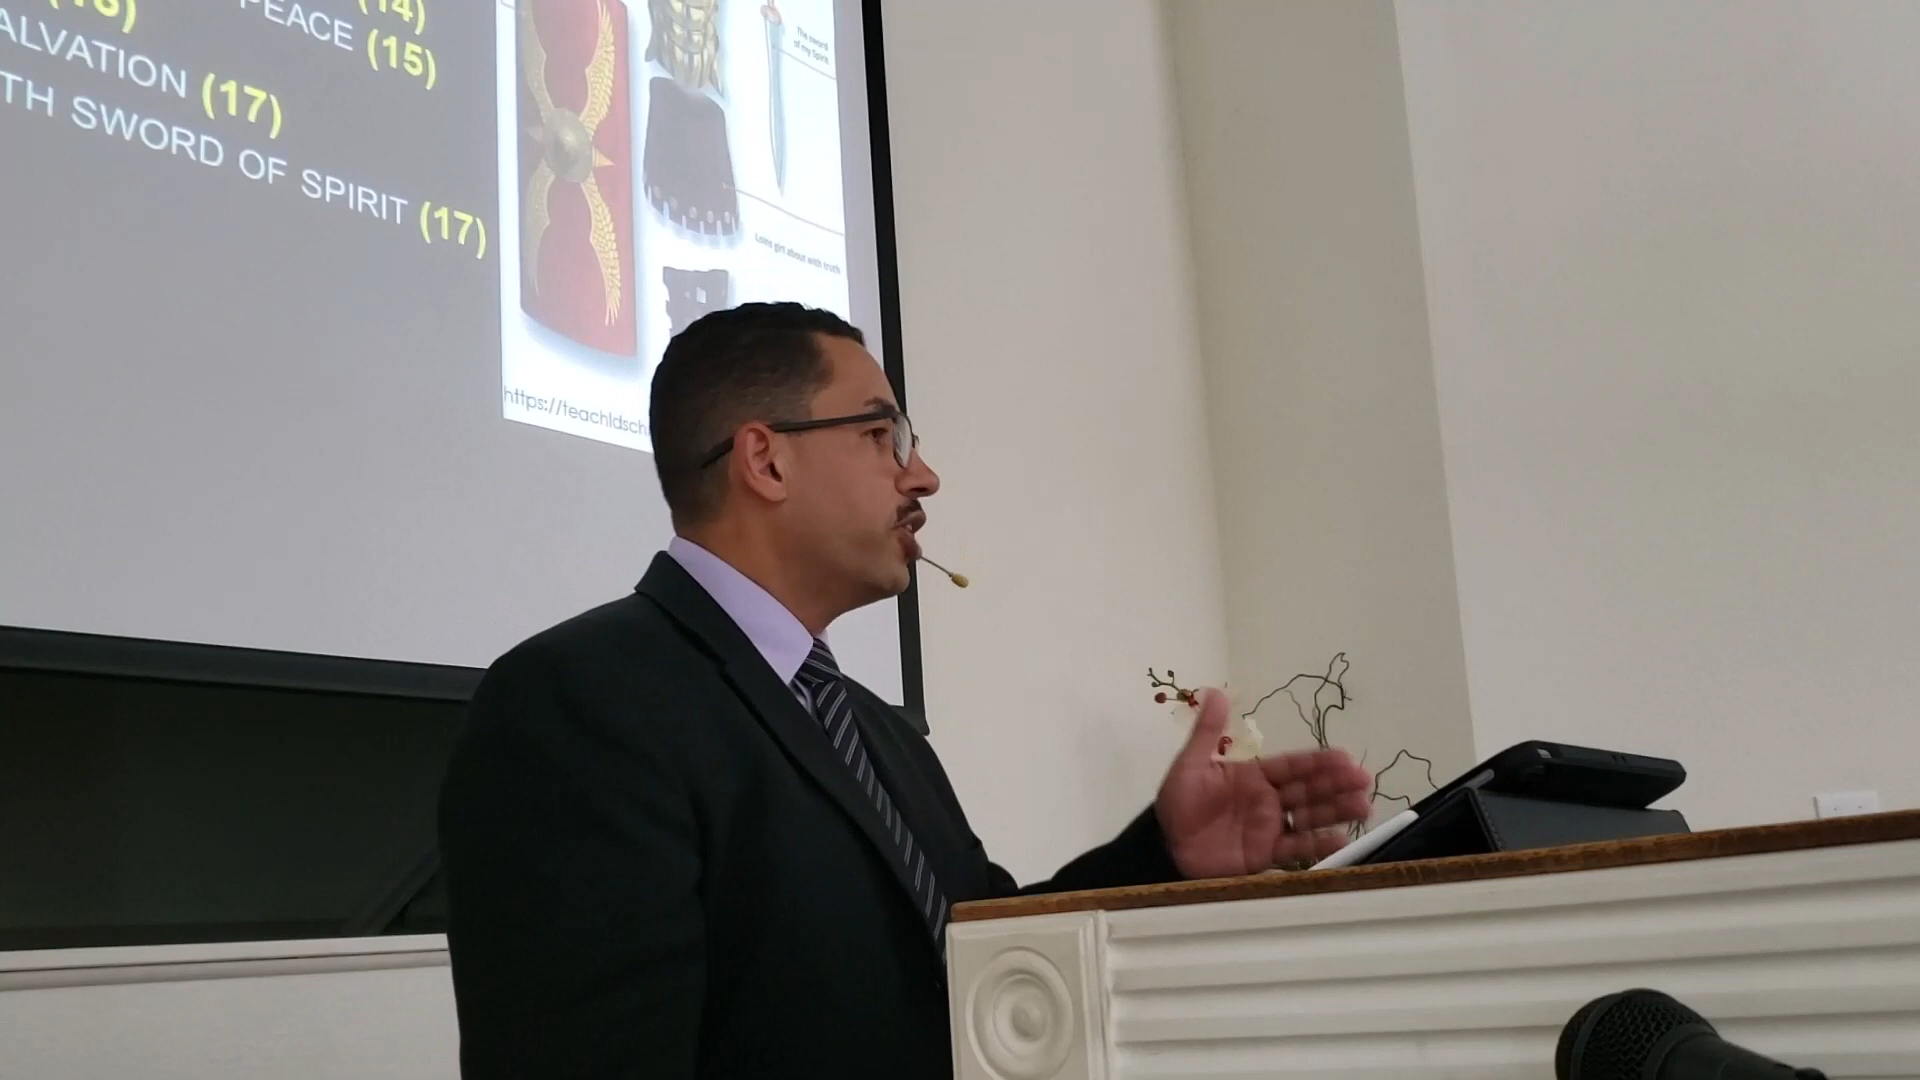 (14)
PEACE (15)
ALVATION (17)
TH SWORD OF SPIRIT (17)
The sword
of my Spirit
Loins girt about with truth
https://teachldsch